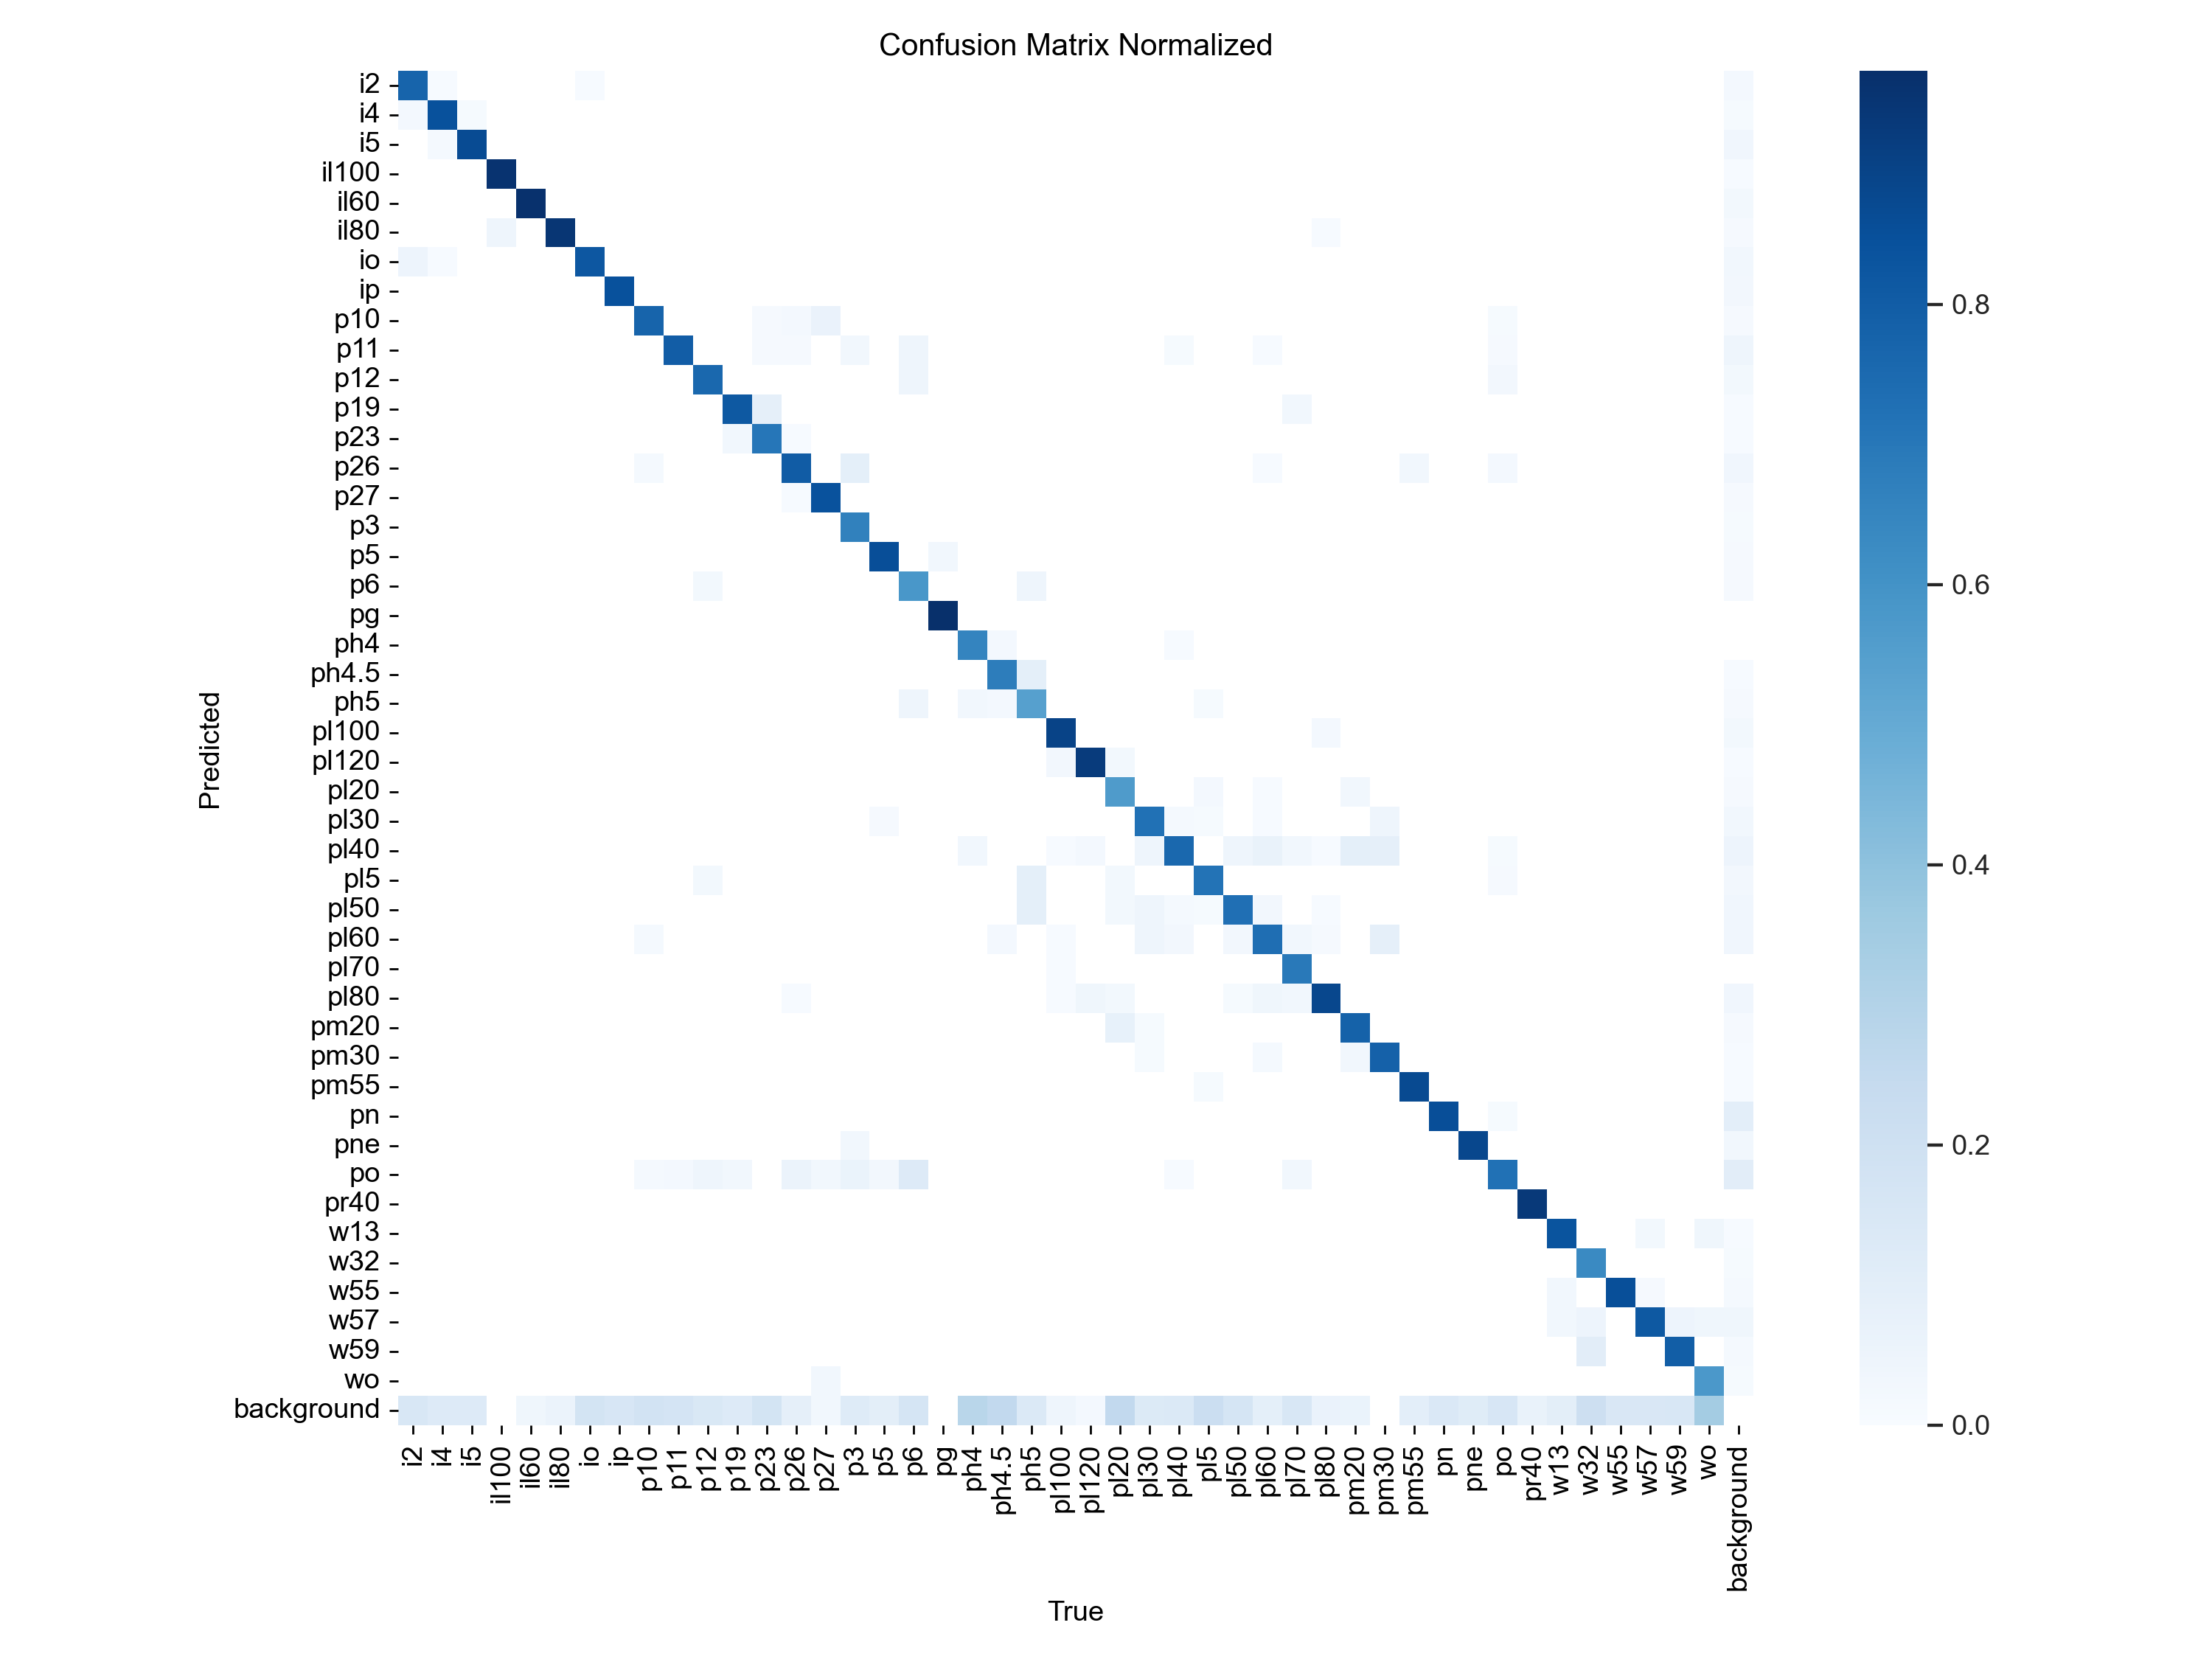 Confusion Matrix Normalized
i2
i4
i5
il100
il60
il80
io
ip
p10
p11
p12
p19
p23
p26
p27
p3
p5
p6
pg
ph4
ph4.5
ph5
pl100
pl120
pl20
pl30
pl40
pl5
pl50
pl60
pl70
pl80
pm20
pm30
pm55
pn
pne
po
pr40
w13
w32
w55
w57
w59
wo
background
Predicted
i2
i4
i5
il100
il60
il80
io
ip
p10
p11
p12
p19
p23
p26
p27
p3
p5
p6
pg
ph4
ph4.5
ph5
pl100
pl120
pl20
pl30
pl40
pl5
pl50
pl60
pl70
pl80
pm20
pm30
pm55
pn
pne
po
pr40
w13
w32
w55
w57
w59
wo
background
True
0.8
0.6
0.4
0.2
0.0